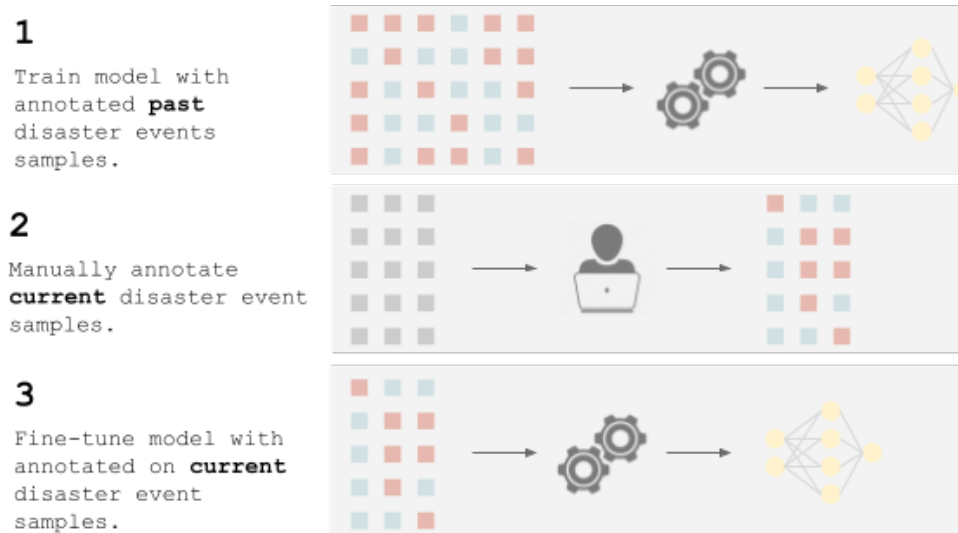 1
Train model with
annotated past
disaster events
samples.
2
Manually annotate
current disaster event
samples.
3
Fine-tune model with
annotated on current
disaster event
samples.